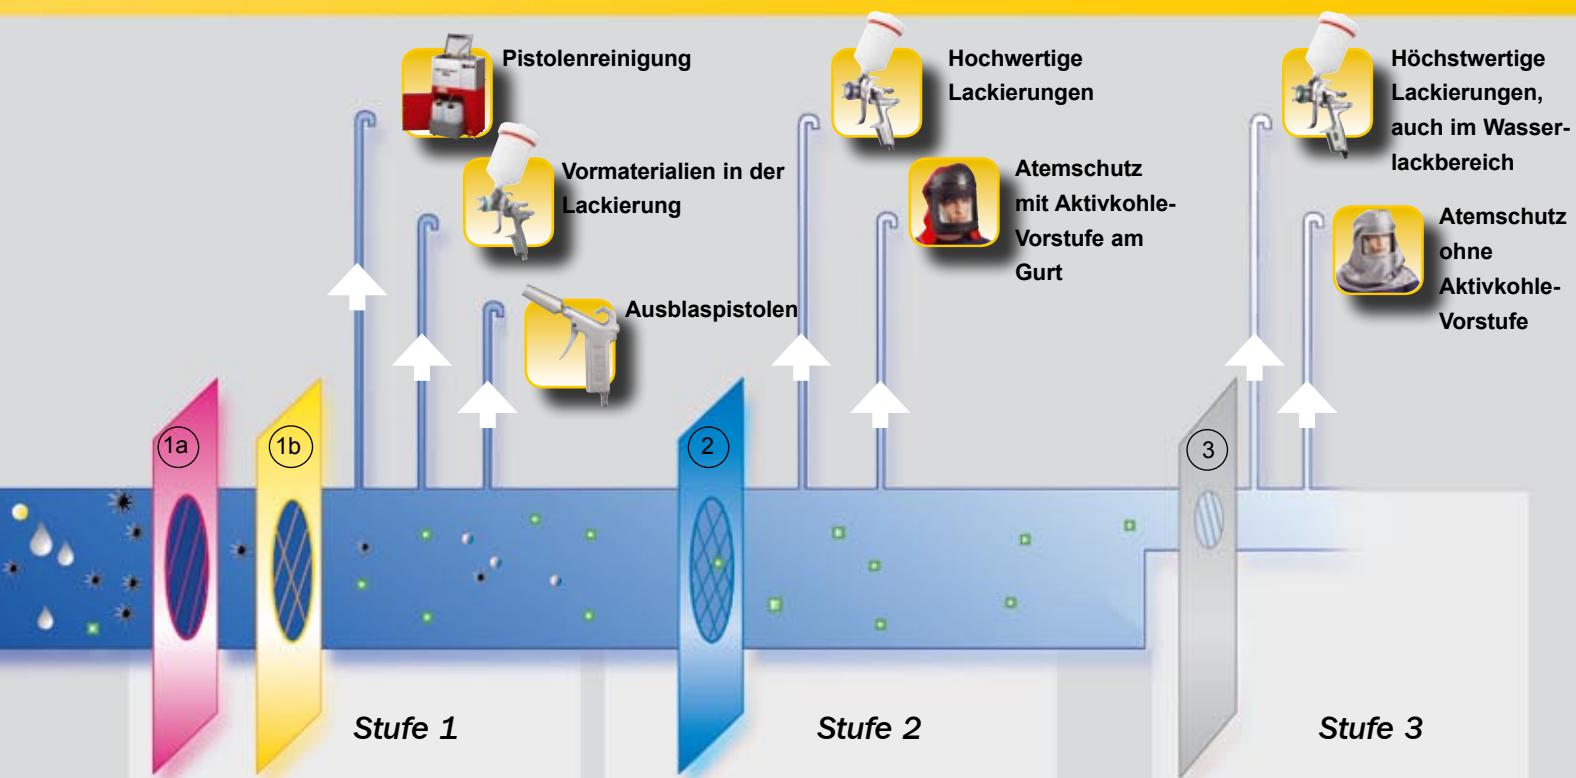 Pistolenreinigung
Vormaterialien in der
Lackierung
Ausblaspistolen
Hochwertige
Lackierungen
Atemschutz
mit Aktivkohle-
Vorstufe am
Gurt
Höchstwertige
Lackierungen,
auch im Wasser-
lackbereich
Atemschutz
ohne
Aktivkohle-
Vorstufe
1a
1b
2
3
Stufe 1
Stufe 2
Stufe 3